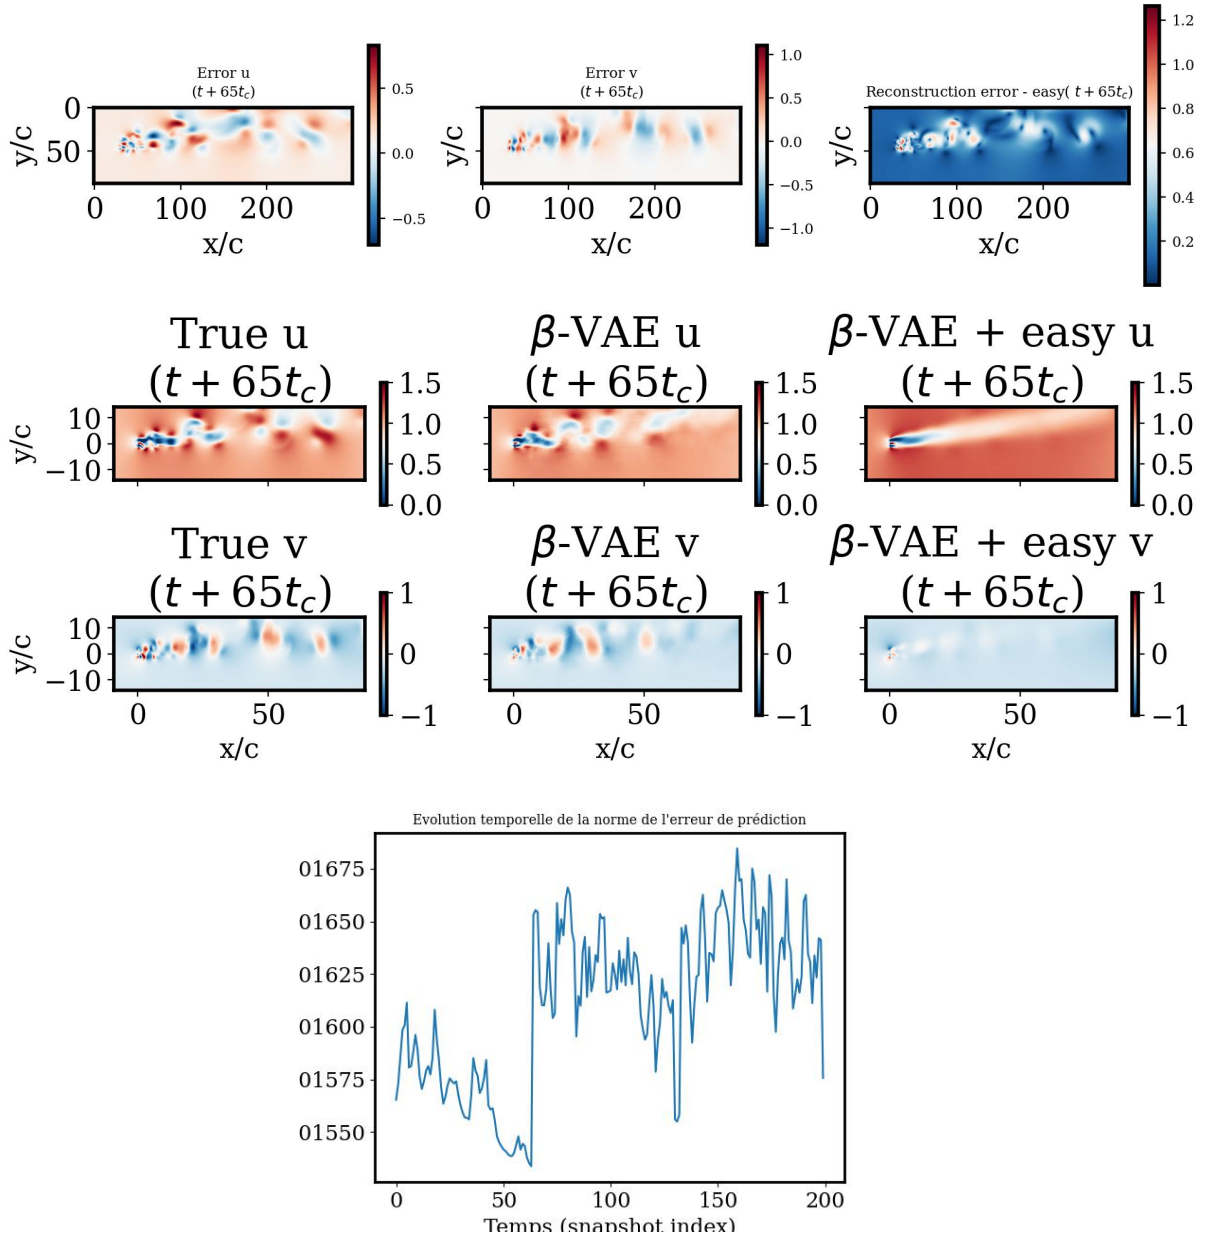 Error u
(t + 65t_c)
0.5
0.0
−0.5
y/c
0
50
0
100
200
x/c
Error v
(t + 65t_c)
1.0
0.5
0.0
−0.5
−1.0
y/c
0
100
200
x/c
Reconstruction error - easy( t + 65t_c)
1.2
1.0
0.8
0.6
0.4
0.2
y/c
0
100
200
x/c
True u
(t + 65t_c)
1.5
1.0
0.5
0.0
y/c
10
0
−10
β-VAE u
(t + 65t_c)
1.5
1.0
0.5
0.0
β-VAE + easy u
(t + 65t_c)
1.5
1.0
0.5
0.0
True v
(t + 65t_c)
1
0
−1
y/c
10
0
−10
0
50
x/c
β-VAE v
(t + 65t_c)
1
0
−1
0
50
x/c
β-VAE + easy v
(t + 65t_c)
1
0
−1
0
50
x/c
Evolution temporelle de la norme de l'erreur de prédiction
01675
01650
01625
01600
01575
01550
0
50
100
150
200
Temps (snapshot index)